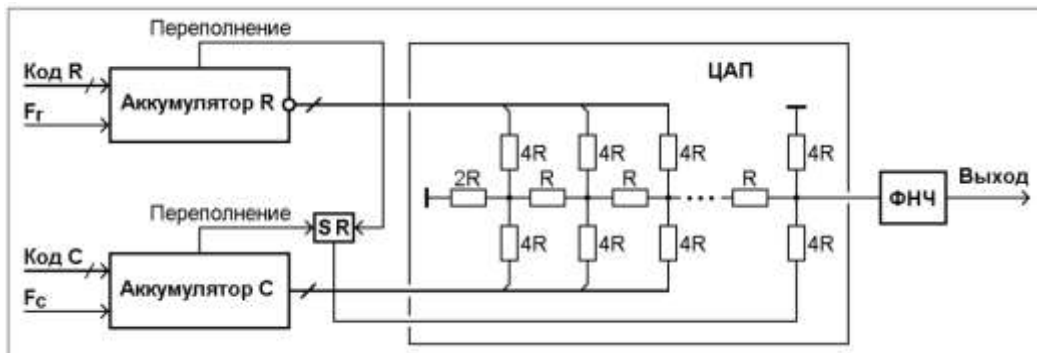 Переполнение
Код R
Аккумулятор R
Fг
ЦАП
4R 4R 4R 4R
2R R R R
Выход
ФНЧ
Переполнение
S R
4R 4R 4R 4R
Код C
Аккумулятор C
Fc